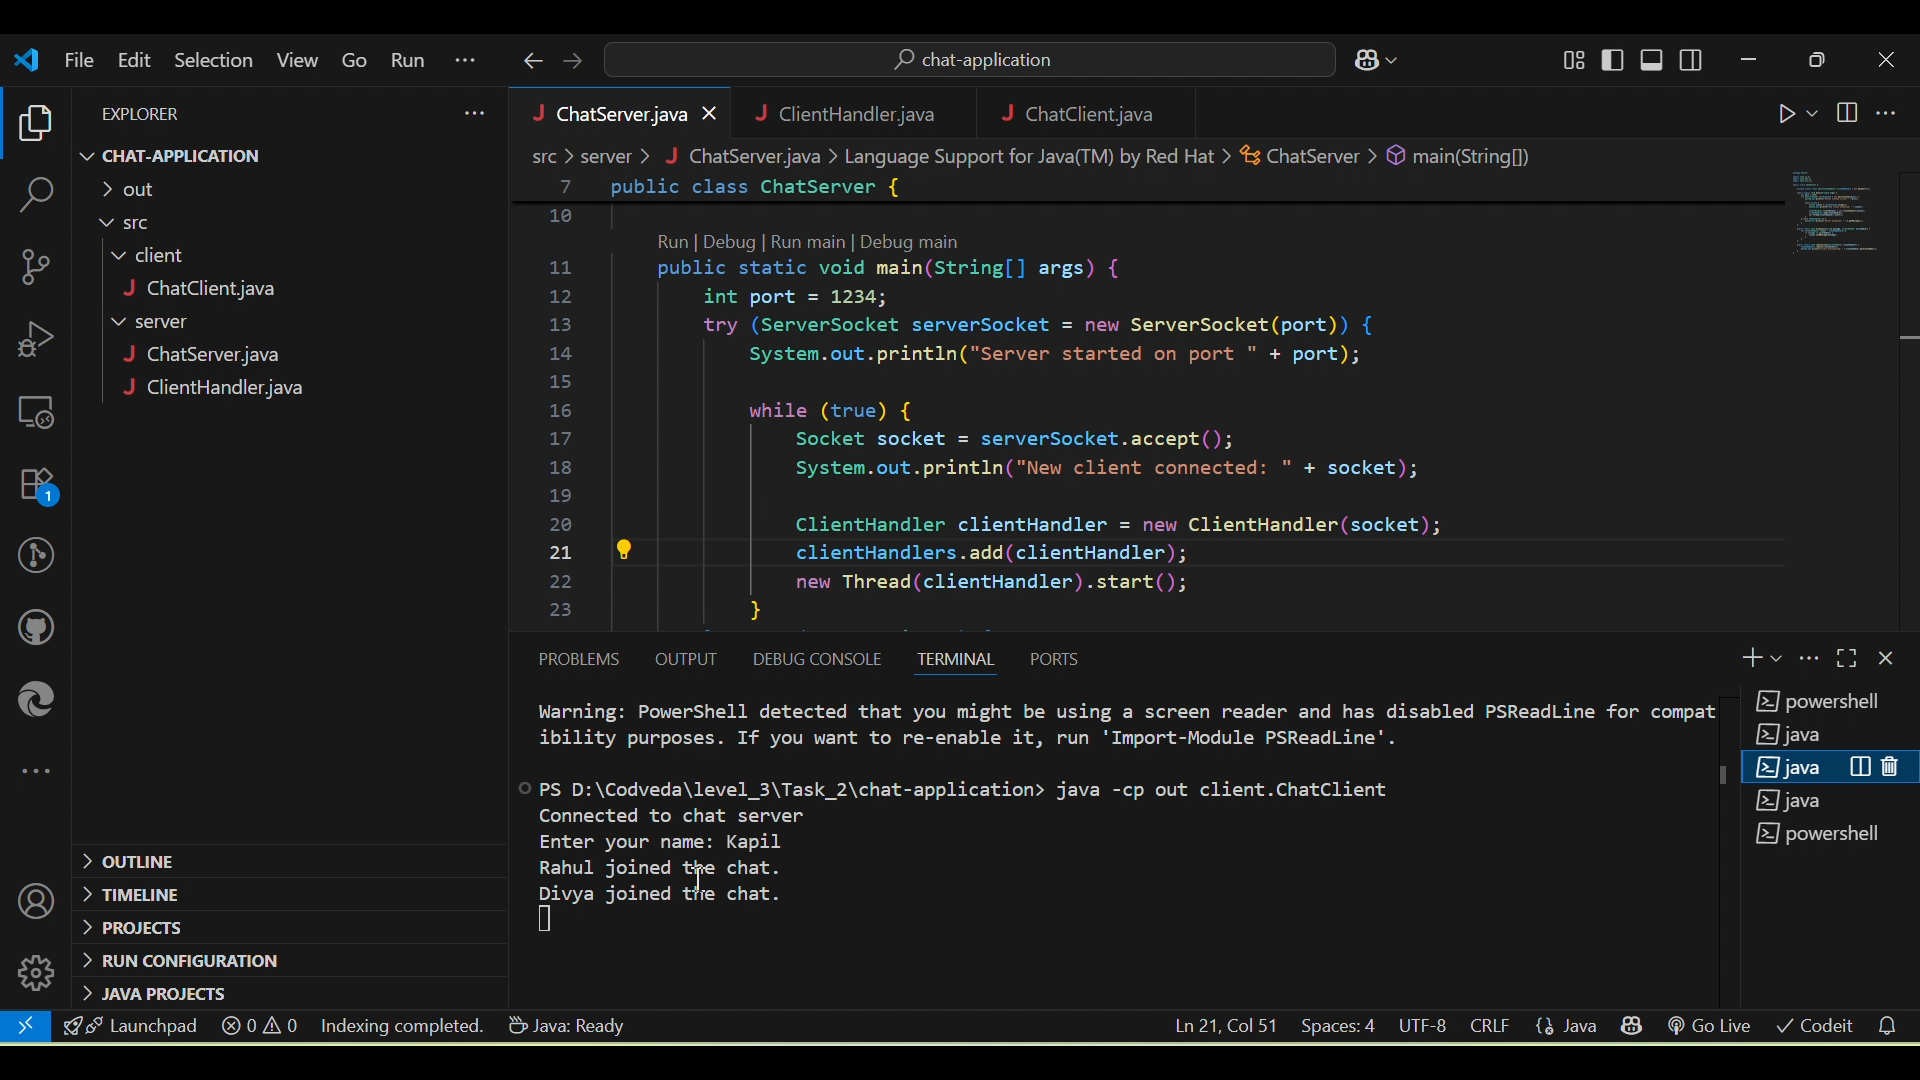 File Edit Selection View Go Run ···
chat-application
EXPLORER
CHAT-APPLICATION
out
src
client
J ChatClient.java
server
J ChatServer.java
J ClientHandler.java
OUTLINE
TIMELINE
PROJECTS
RUN CONFIGURATION
JAVA PROJECTS
1
J ChatServer.java J ClientHandler.java J ChatClient.java
src > server > J ChatServer.java > Language Support for Java(TM) by Red Hat > ChatServer > main(String[])
7 public class ChatServer {
10
Run | Debug | Run main | Debug main
11 public static void main(String[] args) {
12 int port = 1234;
13 try (ServerSocket serverSocket = new ServerSocket(port)) {
14 System.out.println("Server started on port " + port);
15
16 while (true) {
17 Socket socket = serverSocket.accept();
18 System.out.println("New client connected: " + socket);
19
20 ClientHandler clientHandler = new ClientHandler(socket);
21 clientHandlers.add(clientHandler);
22 new Thread(clientHandler).start();
23 }
PROBLEMS OUTPUT DEBUG CONSOLE TERMINAL PORTS
Warning: PowerShell detected that you might be using a screen reader and has disabled PSReadLine for compat
ibility purposes. If you want to re-enable it, run 'Import-Module PSReadLine'.
PS D:\Codveda\level_3\Task_2\chat-application> java -cp out client.ChatClient
Connected to chat server
Enter your name: Kapil
Rahul joined the chat.
Divya joined the chat.
powershell
java
java
java
powershell
Launchpad 0 0 Indexing completed. Java: Ready Ln 21, Col 51 Spaces: 4 UTF-8 CRLF Java Go Live Codeit